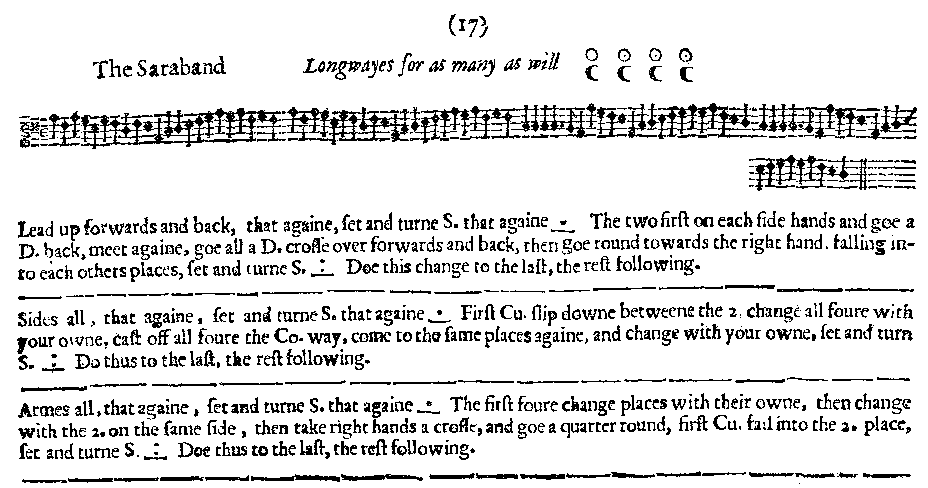 (17)
The Saraband Longwayes for as many as will
Lead up forwards and back, that againe, ſet and turne S. that againe The two firſt on each ſide hands and goe a
D. back, meet againe, goe all a D. croſſe over forwards and back, then goe round towards the right hand. falling in-
to each others places, ſet and turne S. Doe this change to the laſt, the reſt following.
Sides all, that againe, ſet and turne S. that againe Firſt Cu. ſlip downe betweene the 2, change all foure with
your owne, caſt off all foure the Co. way, come to the ſame places againe, and change with your owne, ſet and turn
S. Do thus to the laſt, the reſt following.
Armes all, that againe, ſet and turne S. that againe The firſt foure change places with their owne, then change
with the 2. on the ſame ſide, then take right hands a croſſe, and goe a quarter round, firſt Cu. fall into the 2. place,
ſet and turne S. Doe thus to the laſt, the reſt following.